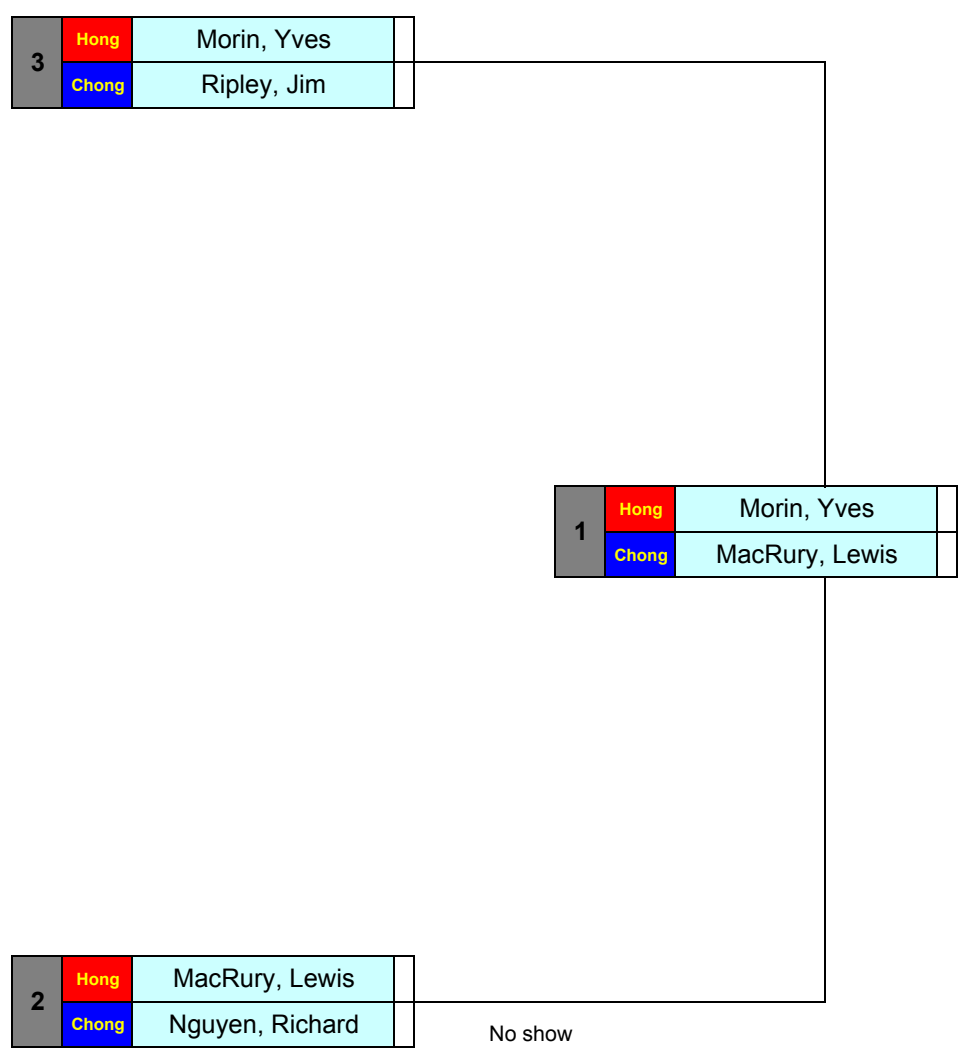 3 Hong Morin, Yves
Chong Ripley, Jim
1 Hong Morin, Yves
Chong MacRury, Lewis
2 Hong MacRury, Lewis
Chong Nguyen, Richard
No show